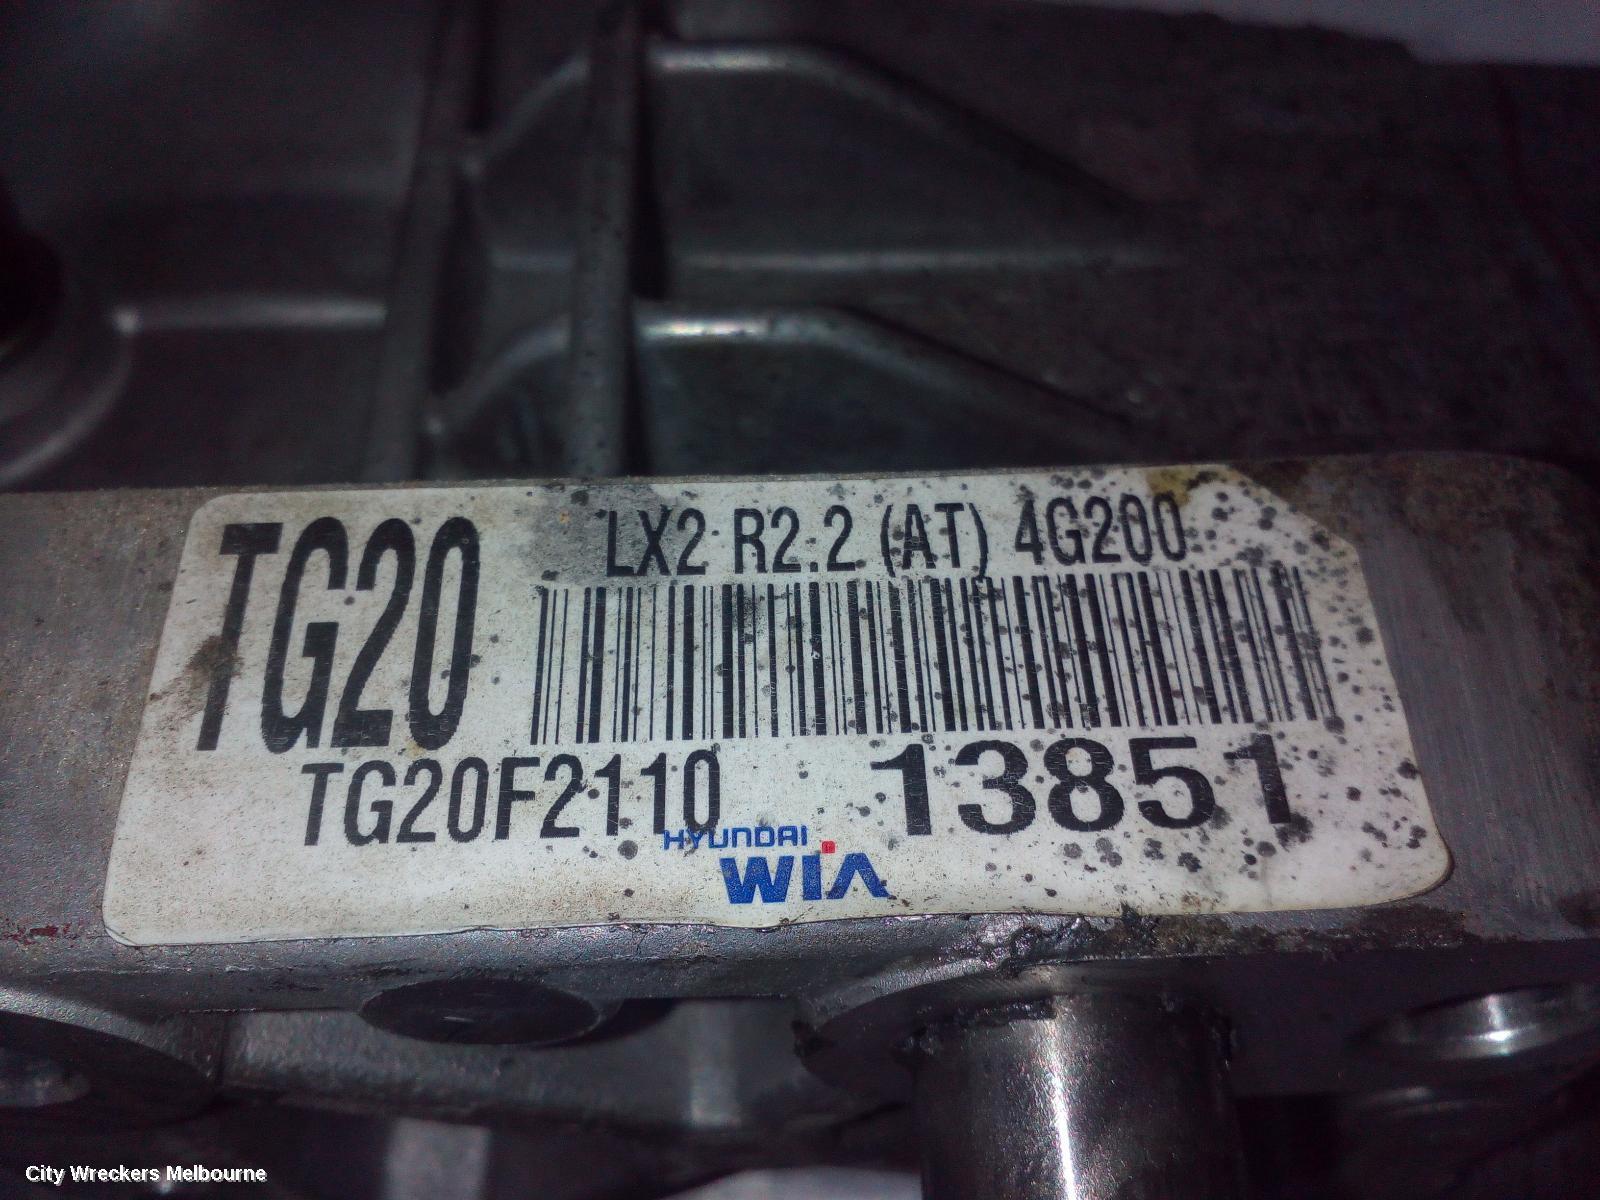 TG20
LX2 R2.2 (AT) 4G200
TG20F2110
13851
HYUNDAI
WIA
City Wreckers Melbourne